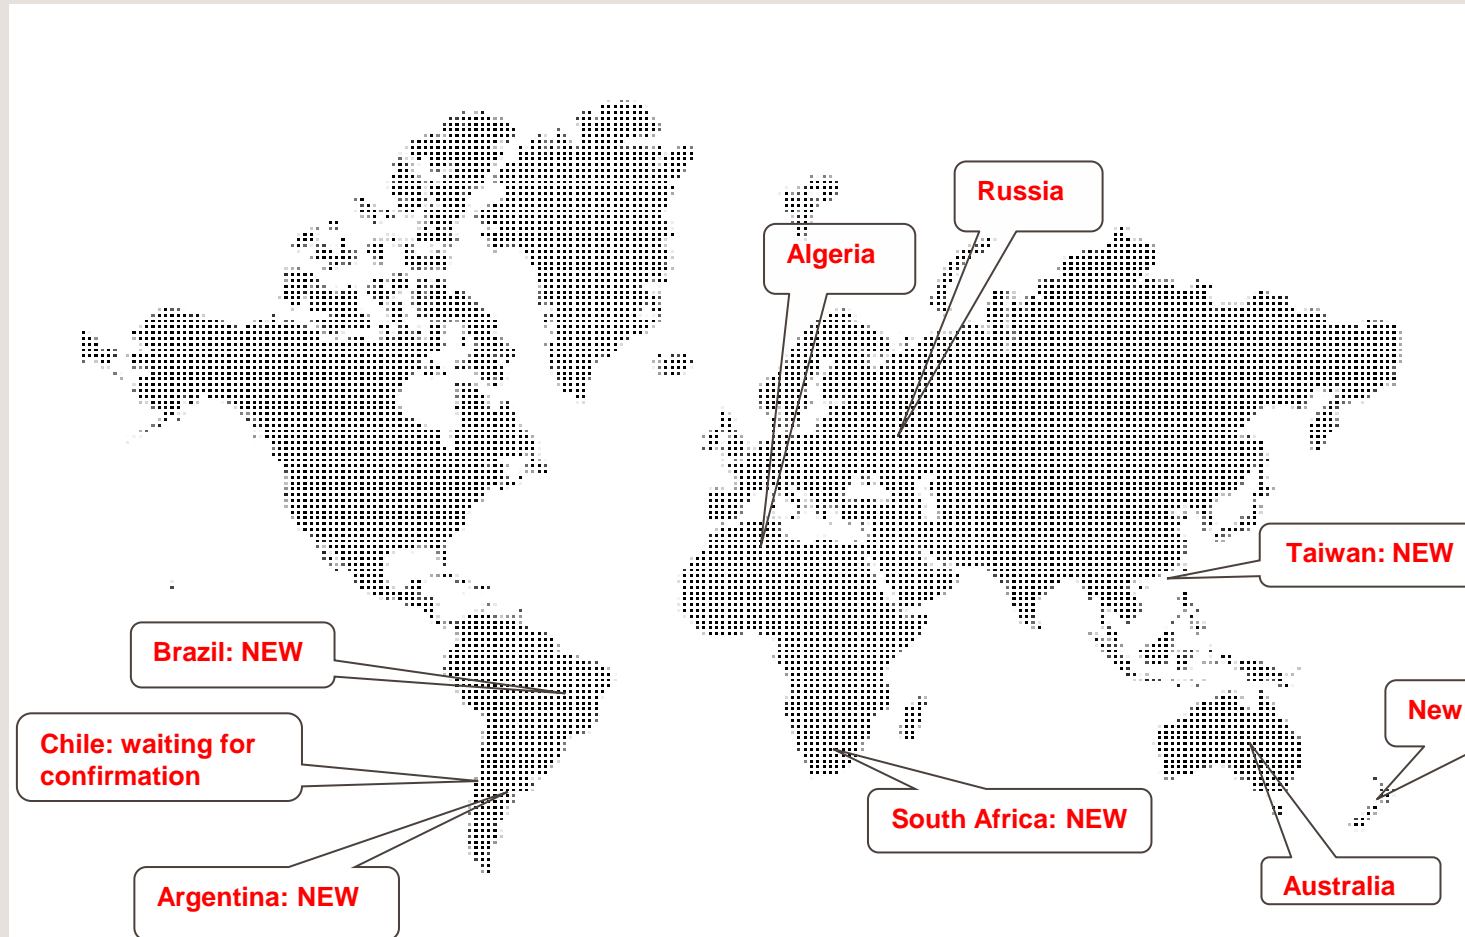 Russia
Algeria
Taiwan: NEW
Brazil: NEW
New
Chile: waiting for
confirmation
South Africa: NEW
Australia
Argentina: NEW